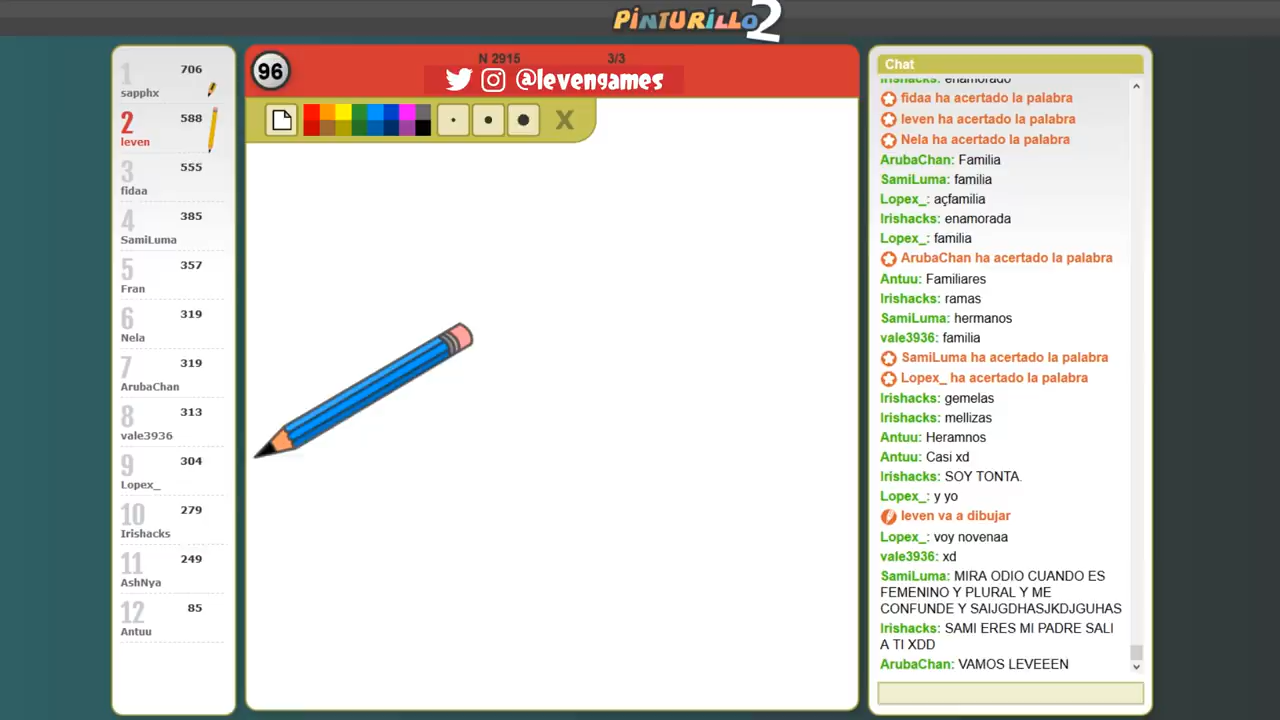 PINTURILLO 2
96
N 2915
3/3
@levengames
X
1
706
sapphx
2
588
leven
3
555
fidaa
4
385
SamiLuma
5
357
Fran
6
319
Nela
7
319
ArubaChan
8
313
vale3936
9
304
Lopex_
10
279
Irishacks
11
249
AshNya
12
85
Antuu
Chat
Irishacks: enamorado
fidaa ha acertado la palabra
leven ha acertado la palabra
Nela ha acertado la palabra
ArubaChan: Familia
SamiLuma: familia
Lopex_: açfamilia
Irishacks: enamorada
Lopex_: familia
ArubaChan ha acertado la palabra
Antuu: Familiares
Irishacks: ramas
SamiLuma: hermanos
vale3936: familia
SamiLuma ha acertado la palabra
Lopex_ ha acertado la palabra
Irishacks: gemelas
Irishacks: mellizas
Antuu: Heramnos
Antuu: Casi xd
Irishacks: SOY TONTA.
Lopex_: y yo
leven va a dibujar
Lopex_: voy novenaa
vale3936: xd
SamiLuma: MIRA ODIO CUANDO ES
FEMENINO Y PLURAL Y ME
CONFUNDE Y SAIJGDHASJKDJGUHAS
Irishacks: SAMI ERES MI PADRE SALI
A TI XDD
ArubaChan: VAMOS LEVEEEN